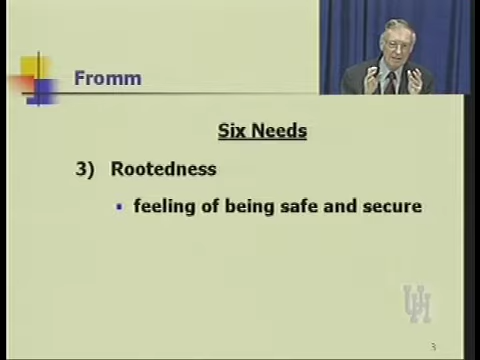 Fromm
Six Needs
3) Rootedness
▪ feeling of being safe and secure
UH
3